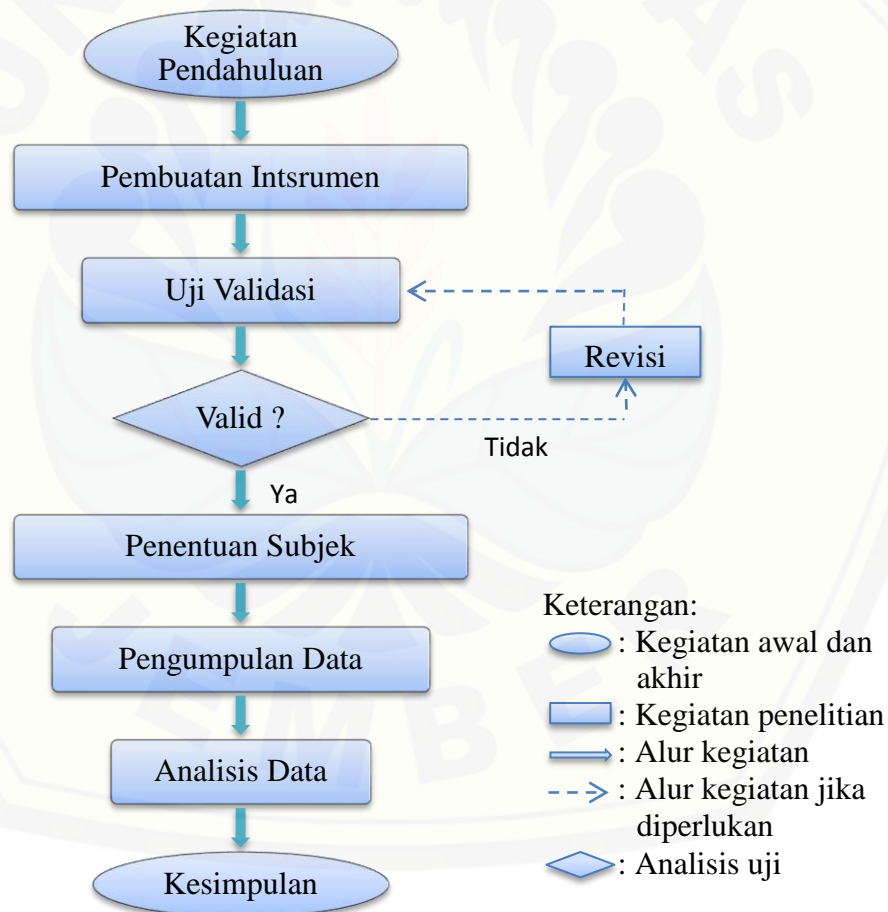 Kegiatan
Pendahuluan
Pembuatan Intsrumen
Uji Validasi
Revisi
Valid ?
Tidak
Ya
Penentuan Subjek
Pengumpulan Data
Analisis Data
Kesimpulan
Keterangan:
: Kegiatan awal dan
akhir
: Kegiatan penelitian
: Alur kegiatan
: Alur kegiatan jika
diperlukan
: Analisis uji
JEMBER